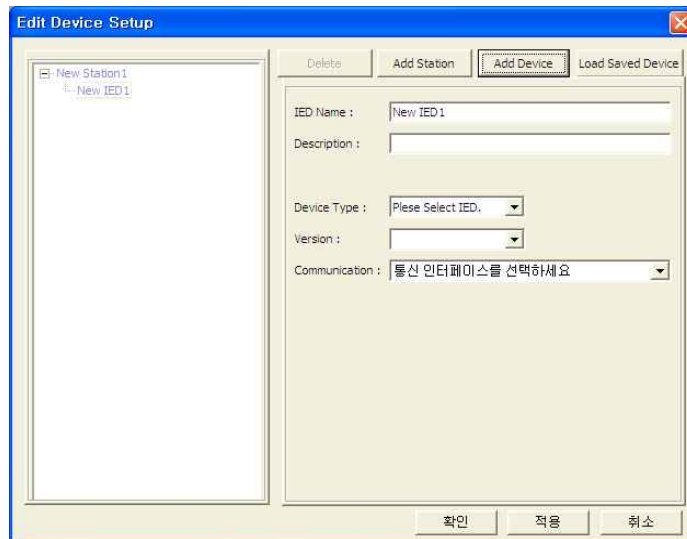 Edit Device Setup
New Station1
New IED1
Delete
Add Station
Add Device
Load Saved Device
IED Name :
New IED1
Description :
Device Type :
Plese Select IED.
Version :
Communication :
통신 인터페이스를 선택하세요
확인
적용
취소